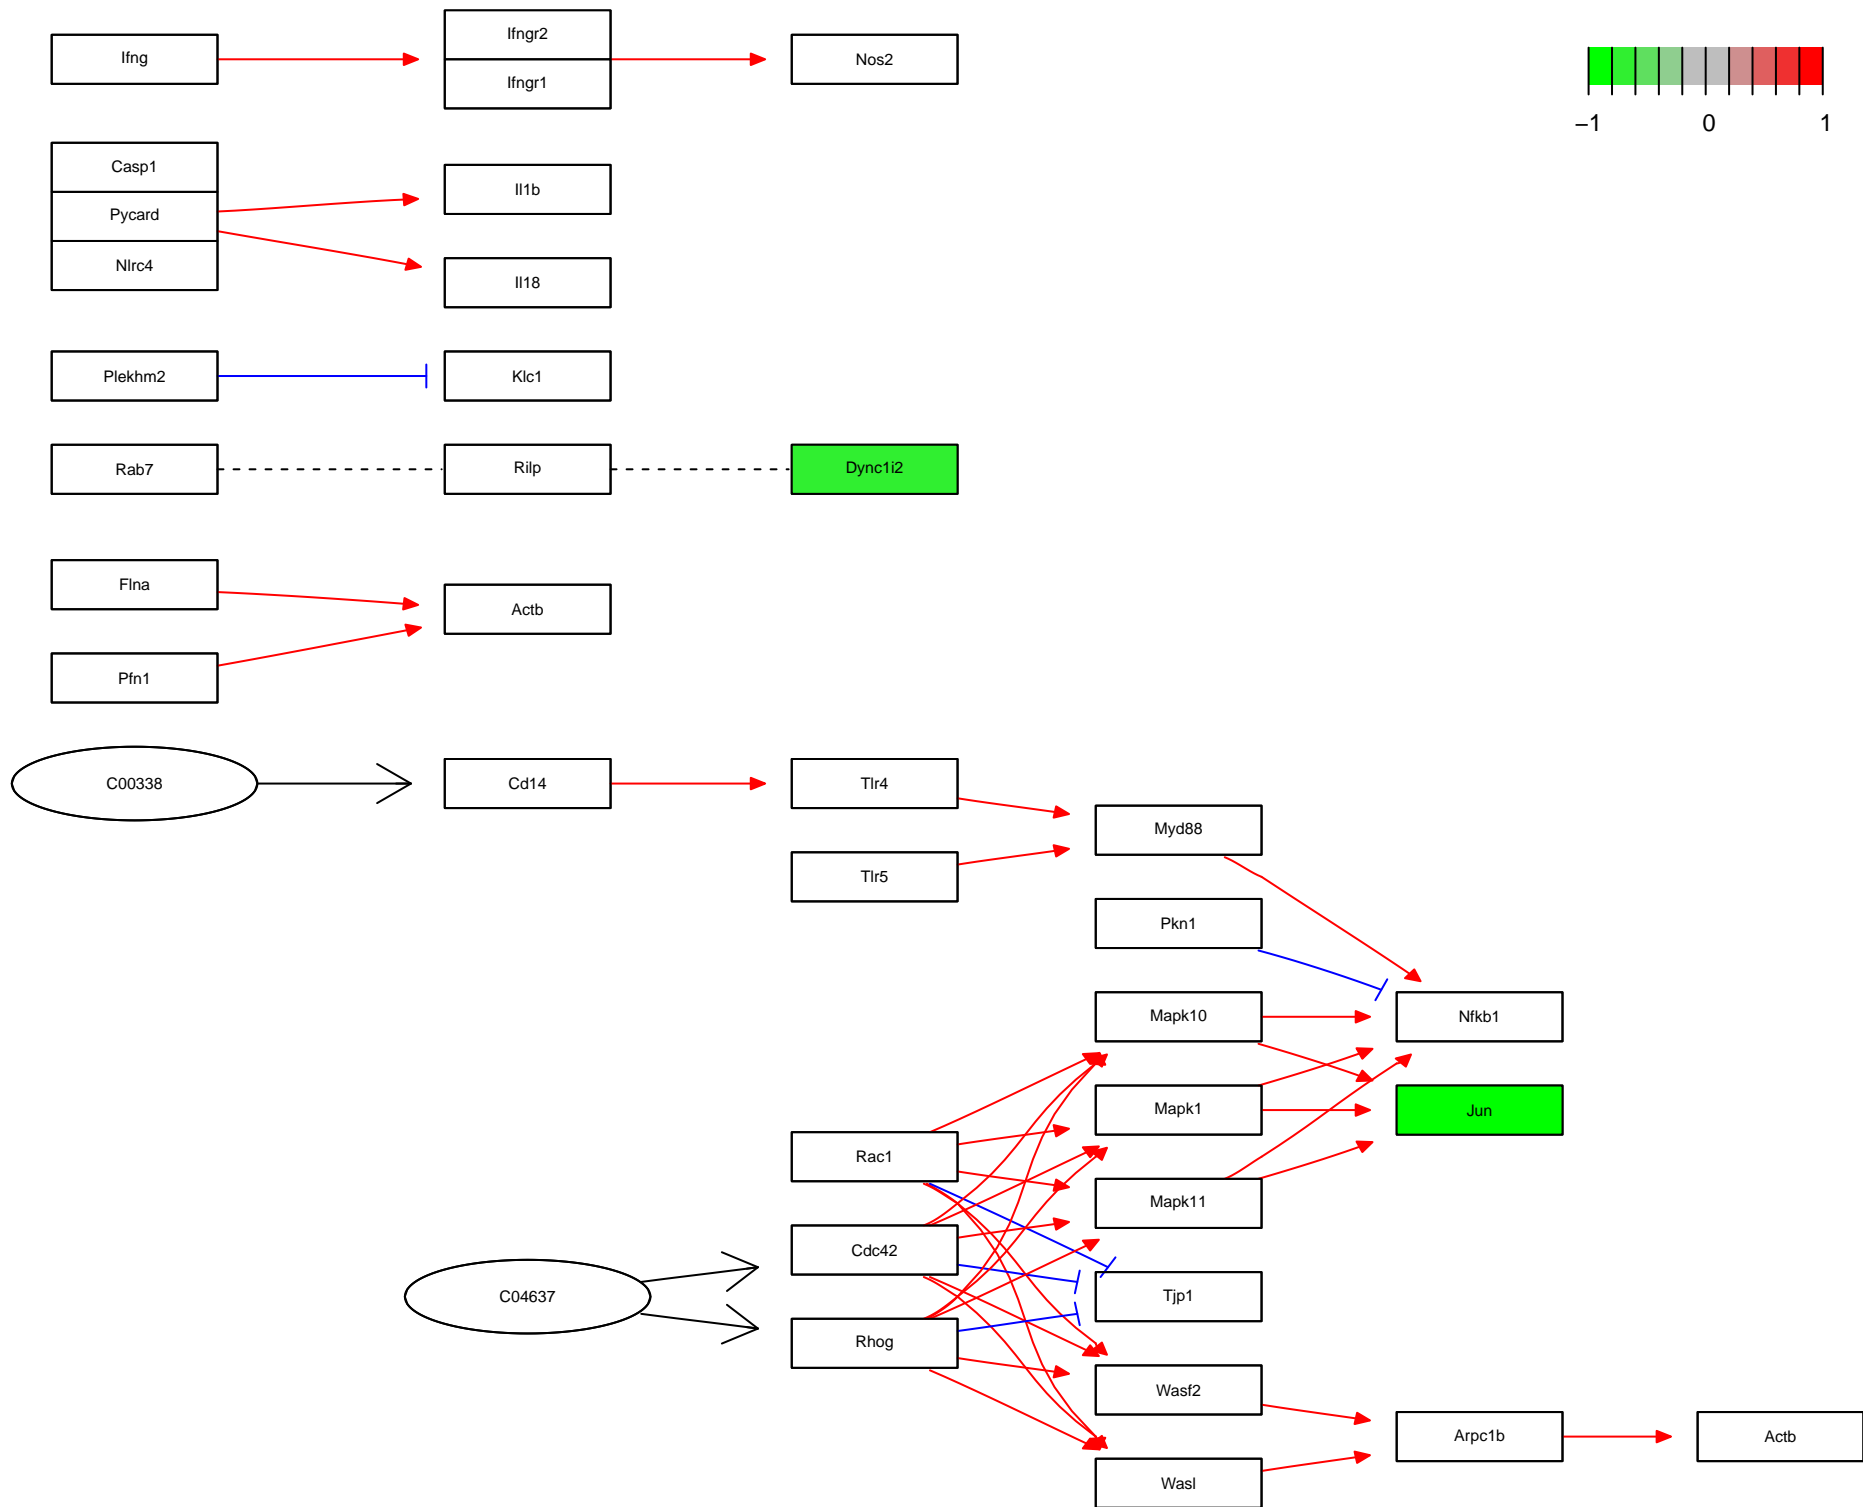 Ifng
Ifngr2
Ifngr1
Nos2
−1
0
1
Casp1
Pycard
Nlrc4
Il1b
Il18
Plekhm2
Klc1
Rab7
Rilp
Dync1i2
Flna
Pfn1
Actb
C00338
Cd14
Tlr4
Tlr5
Myd88
Pkn1
Mapk10
Nfkb1
Mapk1
Jun
Rac1
Mapk11
Cdc42
C04637
Tjp1
Rhog
Wasf2
Arpc1b
Actb
Wasl